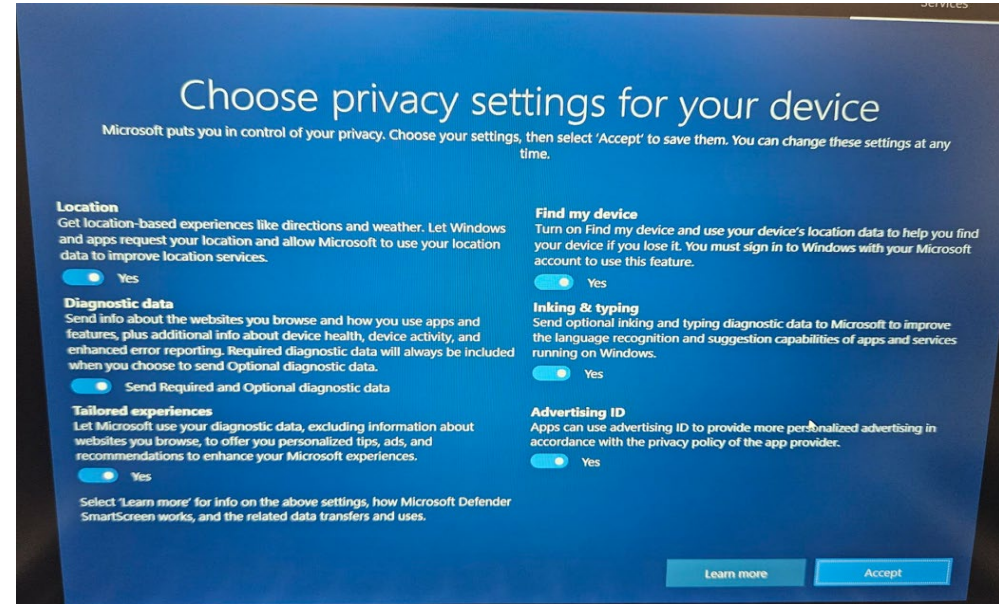 Services
Choose privacy settings for your device
Microsoft puts you in control of your privacy. Choose your settings, then select 'Accept' to save them. You can change these settings at any
time.
Location
Get location-based experiences like directions and weather. Let Windows
and apps request your location and allow Microsoft to use your location
data to improve location services.
Yes
Diagnostic data
Send info about the websites you browse and how you use apps and
features, plus additional info about device health, device activity, and
enhanced error reporting. Required diagnostic data will always be included
when you choose to send Optional diagnostic data.
Send Required and Optional diagnostic data
Tailored experiences
Let Microsoft use your diagnostic data, excluding information about
websites you browse, to offer you personalized tips, ads, and
recommendations to enhance your Microsoft experiences.
Yes
Select 'Learn more' for info on the above settings, how Microsoft Defender
SmartScreen works, and the related data transfers and uses.
Find my device
Turn on Find my device and use your device's location data to help you find
your device if you lose it. You must sign in to Windows with your Microsoft
account to use this feature.
Yes
Inking & typing
Send optional inking and typing diagnostic data to Microsoft to improve
the language recognition and suggestion capabilities of apps and services
running on Windows.
Yes
Advertising ID
Apps can use advertising ID to provide more personalized advertising in
accordance with the privacy policy of the app provider.
Yes
Learn more
Accept